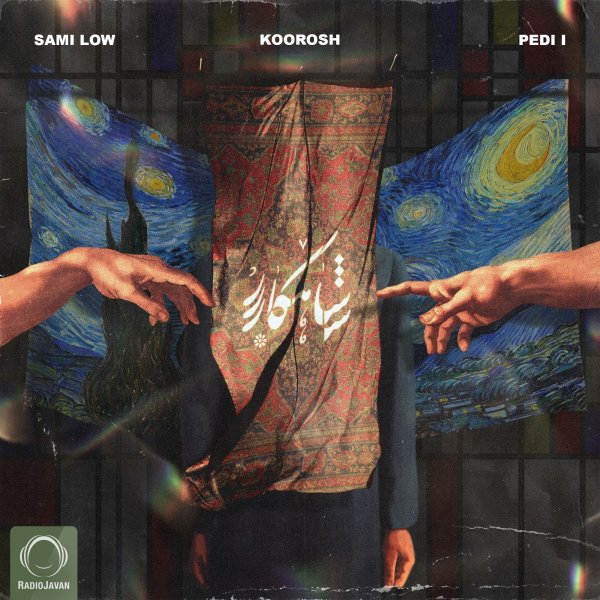 SAMI LOW
KOOROSH
PEDI I
شاهکار
RADIOJAVAN